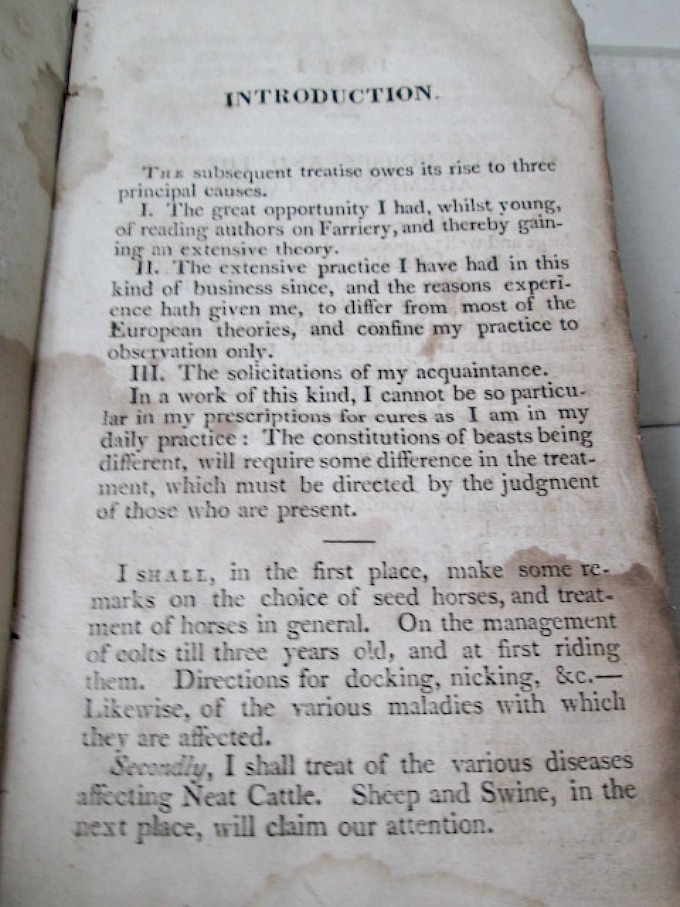 INTRODUCTION.
THE subsequent treatise owes its rise to three
principal causes.
I. The great opportunity I had, whilst young,
of reading authors on Farriery, and thereby gain-
ing an extensive theory.
II. The extensive practice I have had in this
kind of business since, and the reasons experi-
ence hath given me, to differ from most of the
European theories, and confine my practice to
observation only.
III. The solicitations of my acquaintance.
In a work of this kind, I cannot be so particu-
lar in my prescriptions for cures as I am in my
daily practice: The constitutions of beasts being
different, will require some difference in the treat-
ment, which must be directed by the judgment
of those who are present.
I SHALL, in the first place, make some re-
marks on the choice of seed horses, and treat-
ment of horses in general. On the management
of colts till three years old, and at first riding
them. Directions for docking, nicking, &c.—
Likewise, of the various maladies with which
they are affected.
Secondly, I shall treat of the various diseases
affecting Neat Cattle. Sheep and Swine, in the
next place, will claim our attention.